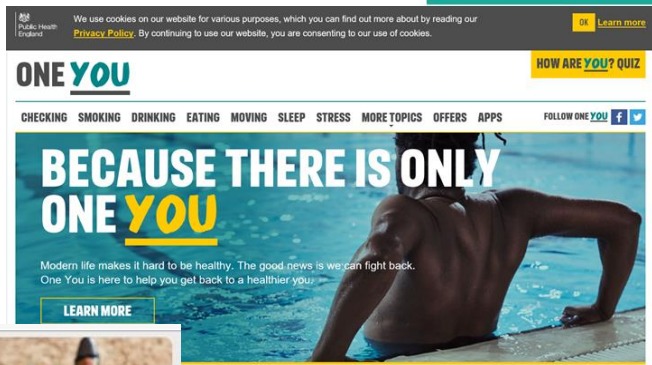 Public Health
England
We use cookies on our website for various purposes, which you can find out more about by reading our
Privacy Policy. By continuing to use our website, you are consenting to our use of cookies.
OK Learn more
ONE YOU
HOW ARE YOU? QUIZ
CHECKING SMOKING DRINKING EATING MOVING SLEEP STRESS MORE TOPICS OFFERS APPS
FOLLOW ONE YOU f
BECAUSE THERE IS ONLY
ONE YOU
Modern life makes it hard to be healthy. The good news is we can fight back.
One You is here to help you get back to a healthier you.
LEARN MORE